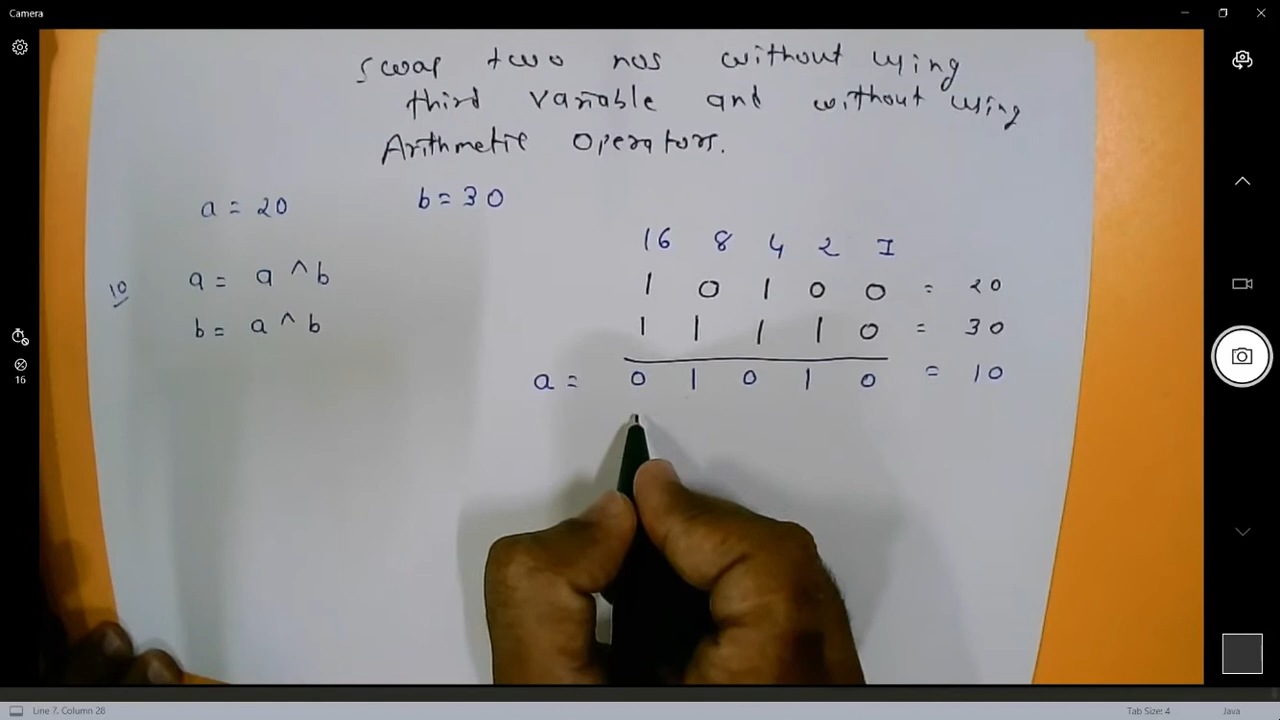 Camera
swap two nos without using
third variable and without using
Arithmetic Operators.
a = 20 b = 30
16 8 4 2 1
10 a = a ^ b 1 0 1 0 0 = 20
b = a ^ b 1 1 1 1 0 = 30
a = 0 1 0 1 0 = 10
16
Line 7, Column 28 Tab Size: 4 Java